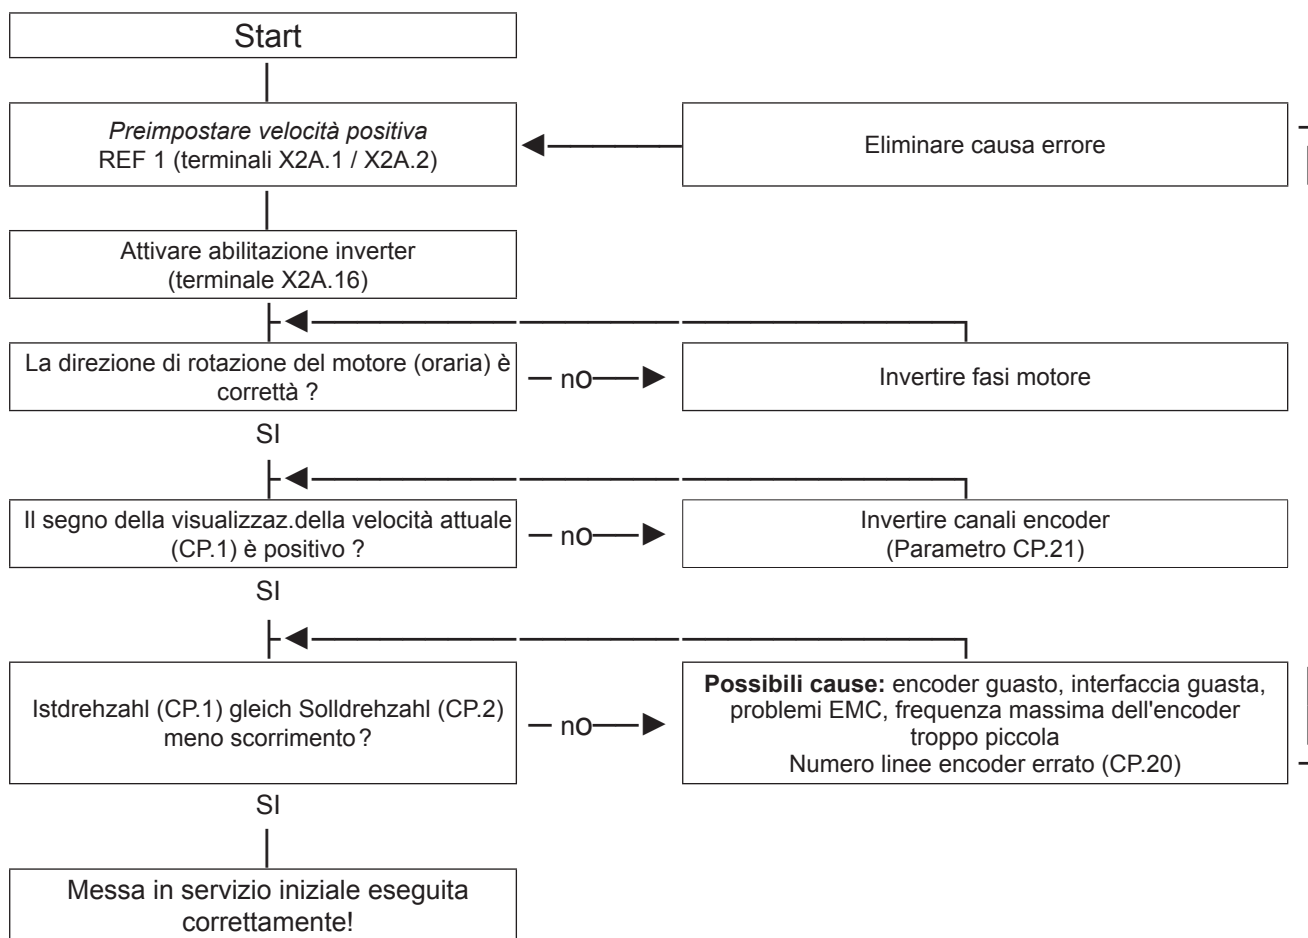 Start
Preimpostare velocità positiva
REF 1 (terminali X2A.1 / X2A.2)
Eliminare causa errore
Attivare abilitazione inverter
(terminale X2A.16)
La direzione di rotazione del motore (oraria) è
correttà ?
no
Invertire fasi motore
SI
Il segno della visualizzaz.della velocità attuale
(CP.1) è positivo ?
no
Invertire canali encoder
(Parametro CP.21)
SI
Istdrehzahl (CP.1) gleich Solldrehzahl (CP.2)
meno scorrimento ?
no
Possibili cause: encoder guasto, interfaccia guasta,
problemi EMC, frequenza massima dell'encoder
troppo piccola
Numero linee encoder errato (CP.20)
SI
Messa in servizio iniziale eseguita
correttamente!